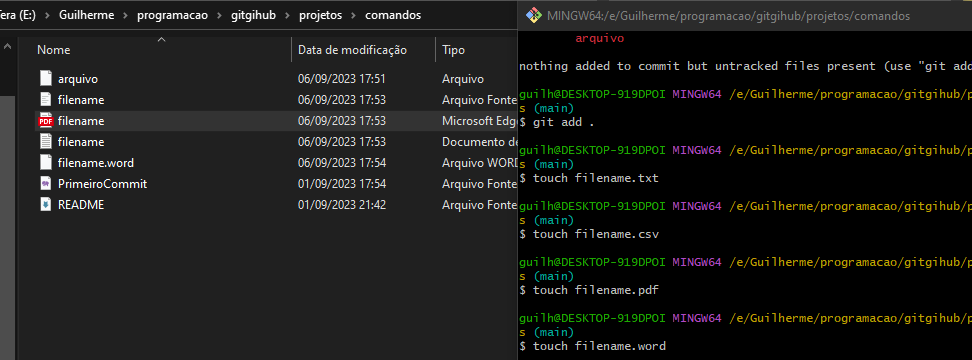 Tera (E:) > Guilherme > programacao > gitgihub > projetos > comandos
Nome Data de modificação Tipo
arquivo 06/09/2023 17:51 Arquivo
filename 06/09/2023 17:53 Arquivo Fonte
filename 06/09/2023 17:53 Microsoft Edg
filename 06/09/2023 17:53 Documento de
filename.word 06/09/2023 17:54 Arquivo WORD
PrimeiroCommit 01/09/2023 17:54 Arquivo Fonte
README 01/09/2023 21:42 Arquivo Fonte
PDF
MINGW64:/e/Guilherme/programacao/gitgihub/projetos/comandos
arquivo
nothing added to commit but untracked files present (use "git add
guilh@DESKTOP-919DPOI MINGW64 /e/Guilherme/programacao/gitgihub/p
s (main)
$ git add .
guilh@DESKTOP-919DPOI MINGW64 /e/Guilherme/programacao/gitgihub/p
s (main)
$ touch filename.txt
guilh@DESKTOP-919DPOI MINGW64 /e/Guilherme/programacao/gitgihub/p
s (main)
$ touch filename.csv
guilh@DESKTOP-919DPOI MINGW64 /e/Guilherme/programacao/gitgihub/p
s (main)
$ touch filename.pdf
guilh@DESKTOP-919DPOI MINGW64 /e/Guilherme/programacao/gitgihub/p
s (main)
$ touch filename.word